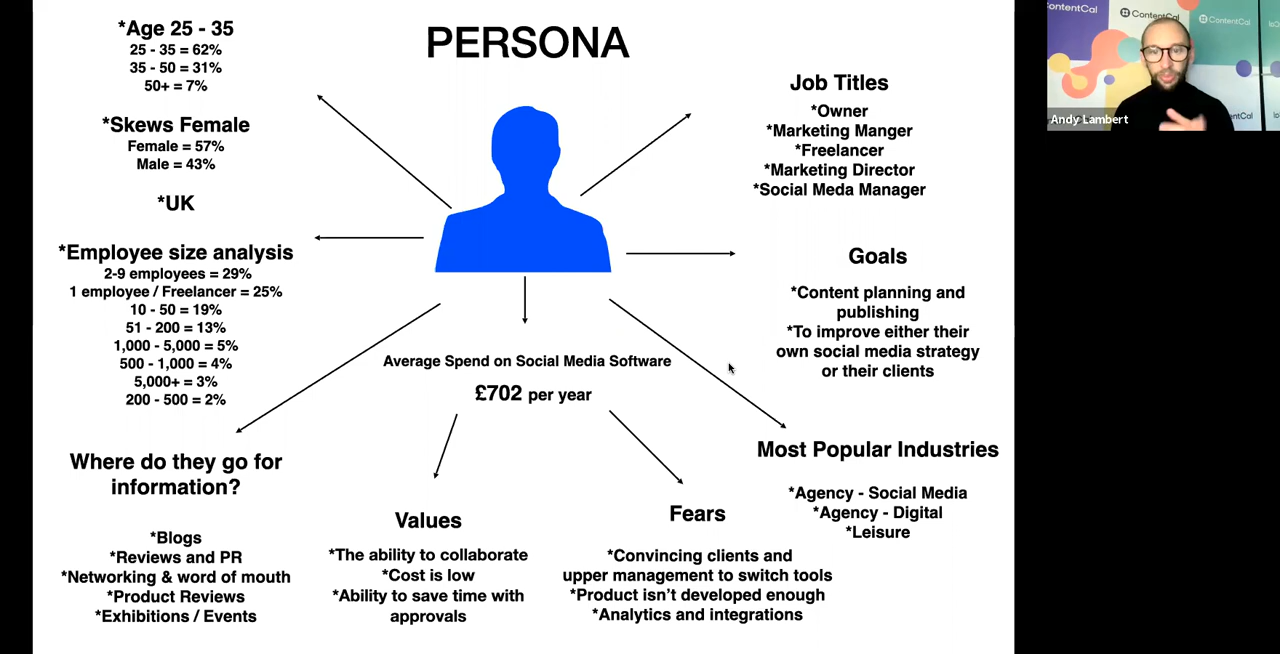 PERSONA
*Age 25 - 35
25 - 35 = 62%
35 - 50 = 31%
50+ = 7%
*Skews Female
Female = 57%
Male = 43%
*UK
*Employee size analysis
2-9 employees = 29%
1 employee / Freelancer = 25%
10 - 50 = 19%
51 - 200 = 13%
1,000 - 5,000 = 5%
500 - 1,000 = 4%
5,000+ = 3%
200 - 500 = 2%
Where do they go for
information?
*Blogs
*Reviews and PR
*Networking & word of mouth
*Product Reviews
*Exhibitions / Events
Average Spend on Social Media Software
£702 per year
Values
*The ability to collaborate
*Cost is low
*Ability to save time with
approvals
Fears
*Convincing clients and
upper management to switch tools
*Product isn't developed enough
*Analytics and integrations
Job Titles
*Owner
*Marketing Manger
*Freelancer
*Marketing Director
*Social Meda Manager
Goals
*Content planning and
publishing
*To improve either their
own social media strategy
or their clients
Most Popular Industries
*Agency - Social Media
*Agency - Digital
*Leisure
ContentCal
ContentCal
ContentCal
Andy Lambert